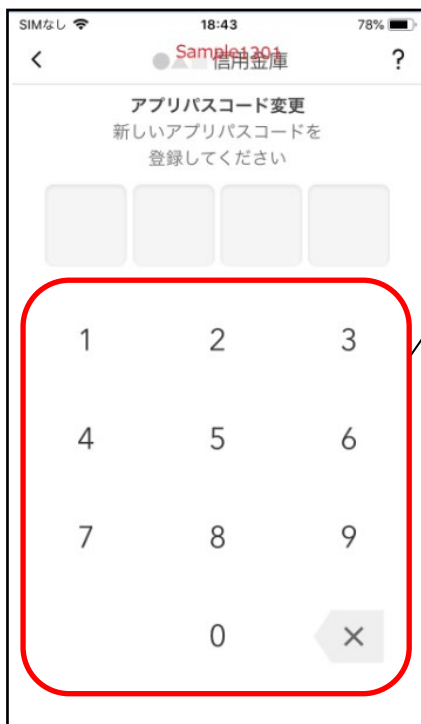 SIMなし 18:43 78%
< ●▲■信用金庫 ?
Sample1201
アプリパスコード変更
新しいアプリパスコードを
登録してください
1 2 3
4 5 6
7 8 9
0 ×